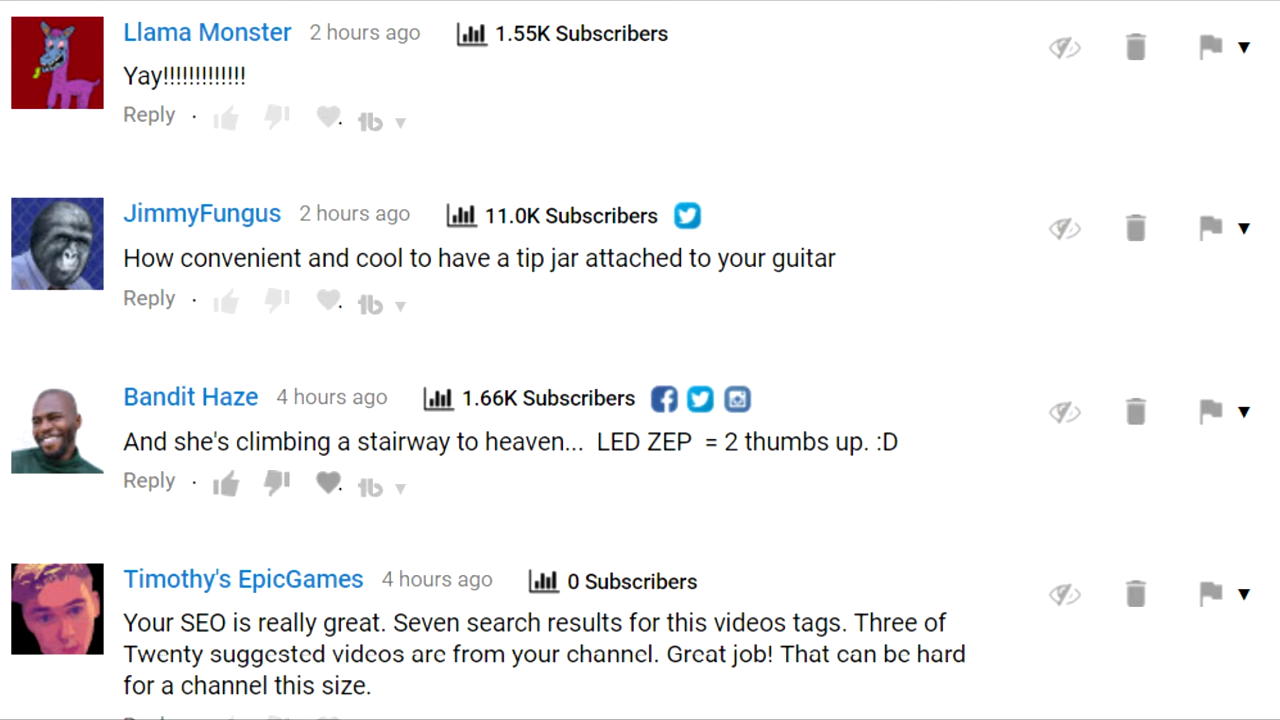 Llama Monster 2 hours ago 1.55K Subscribers
Yay!!!!!!!!!!!!!
Reply · tb
JimmyFungus 2 hours ago 11.0K Subscribers
How convenient and cool to have a tip jar attached to your guitar
Reply · tb
Bandit Haze 4 hours ago 1.66K Subscribers
And she's climbing a stairway to heaven... LED ZEP = 2 thumbs up. :D
Reply · tb
Timothy's EpicGames 4 hours ago 0 Subscribers
Your SEO is really great. Seven search results for this videos tags. Three of
Twenty suggested videos are from your channel. Great job! That can be hard
for a channel this size.